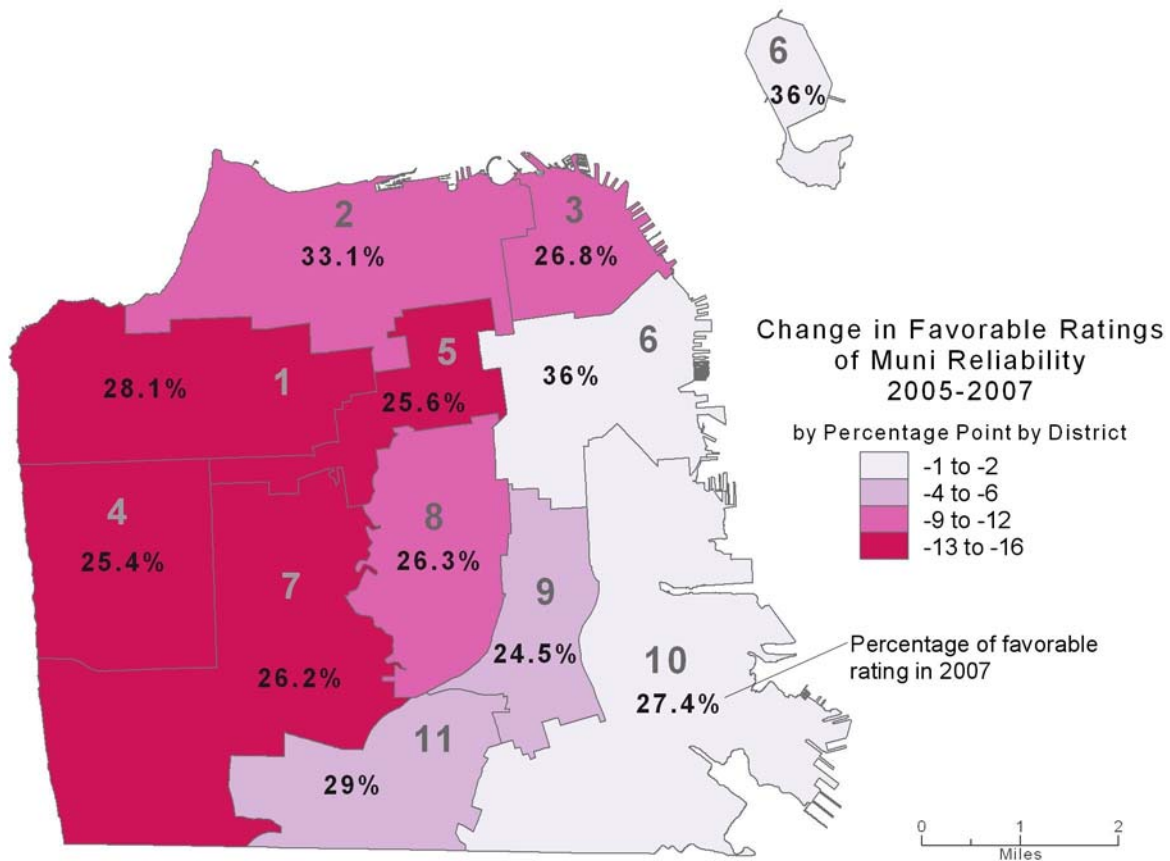 6
36%
2
33.1%
3
26.8%
5
25.6%
6
36%
1
28.1%
Change in Favorable Ratings
of Muni Reliability
2005-2007
by Percentage Point by District
-1 to -2
-4 to -6
-9 to -12
-13 to -16
4
25.4%
7
26.2%
8
26.3%
9
24.5%
10
27.4%
Percentage of favorable
rating in 2007
11
29%
0 1 2
Miles